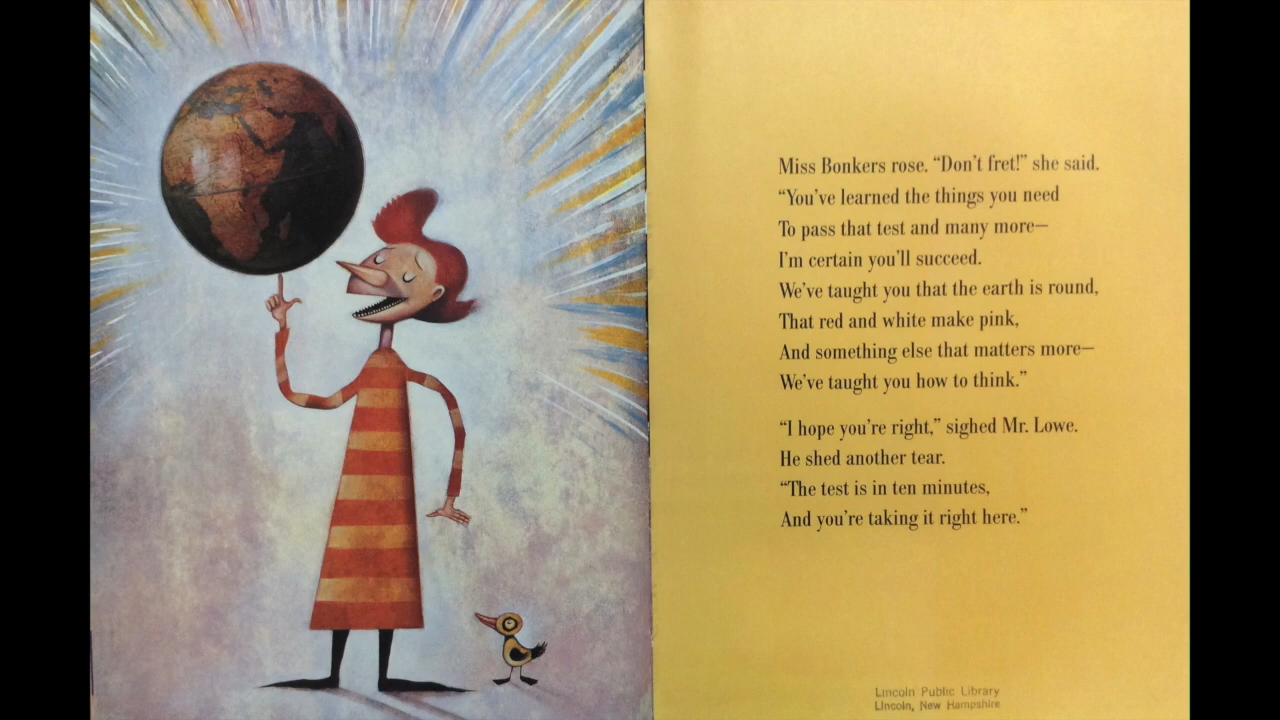 Miss Bonkers rose. “Don’t fret!” she said.
“You’ve learned the things you need
To pass that test and many more—
I’m certain you’ll succeed.
We’ve taught you that the earth is round,
That red and white make pink,
And something else that matters more—
We’ve taught you how to think.”
“I hope you’re right,” sighed Mr. Lowe.
He shed another tear.
“The test is in ten minutes,
And you’re taking it right here.”
Lincoln Public Library
Lincoln, New Hampshire